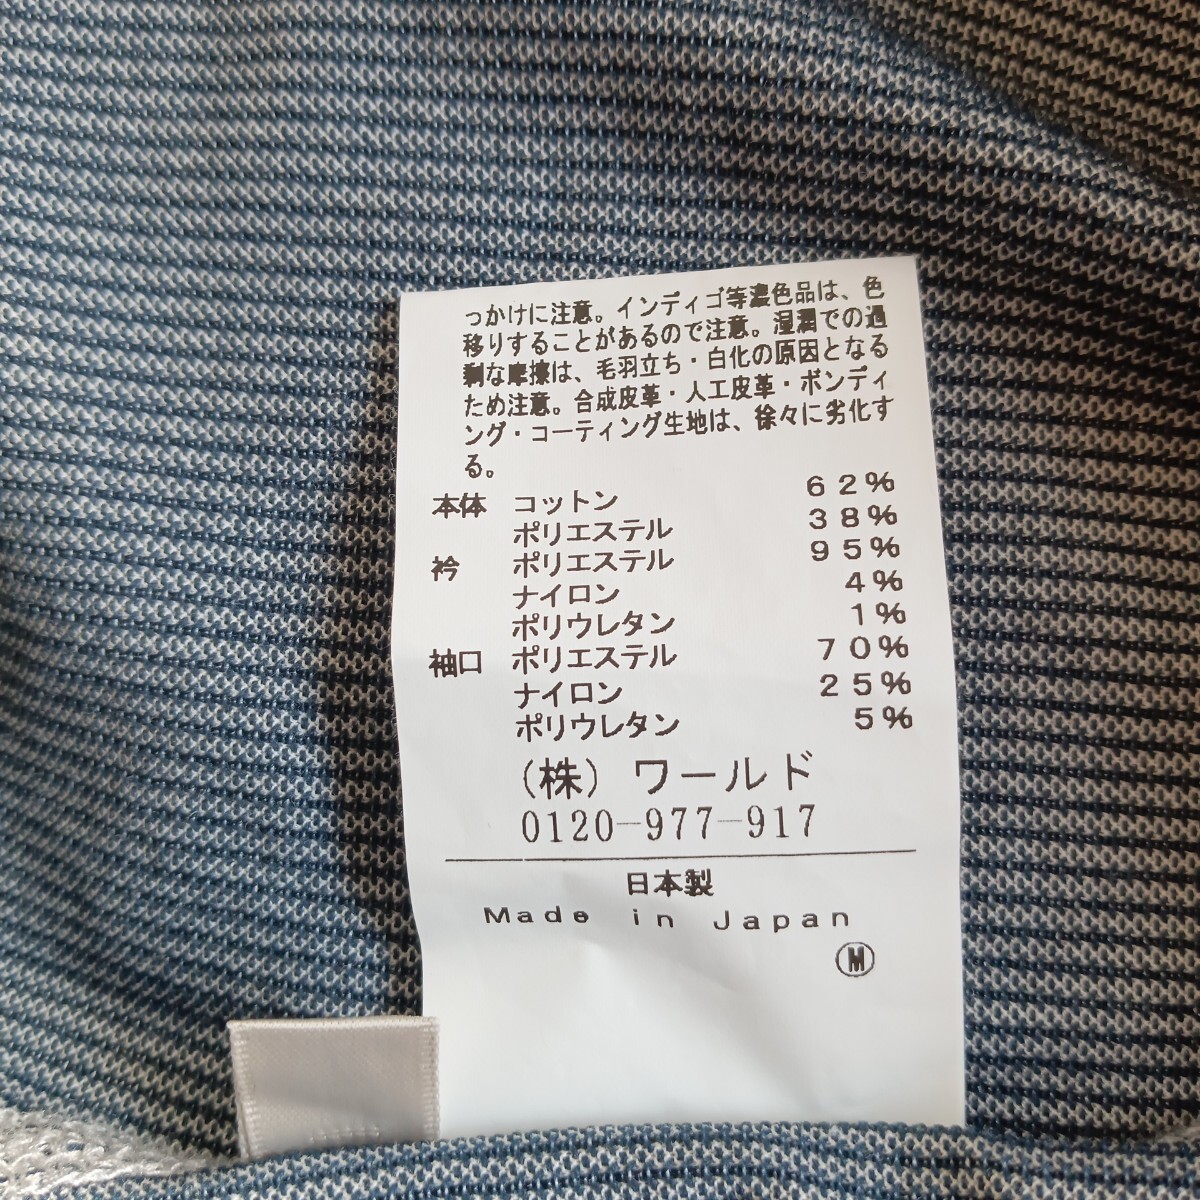 っかけに注意。インディゴ等濃色品は、色
移りすることがあるので注意。湿潤での過
剰な摩擦は、毛羽立ち・白化の原因となる
ため注意。合成皮革・人工皮革・ボンディ
ング・コーティング生地は、徐々に劣化す
る。
本体 コットン 62%
ポリエステル 38%
衿 ポリエステル 95%
ナイロン 4%
ポリウレタン 1%
袖口 ポリエステル 70%
ナイロン 25%
ポリウレタン 5%
(株) ワールド
0120-977-917
日本製
Made in Japan
Ⓜ